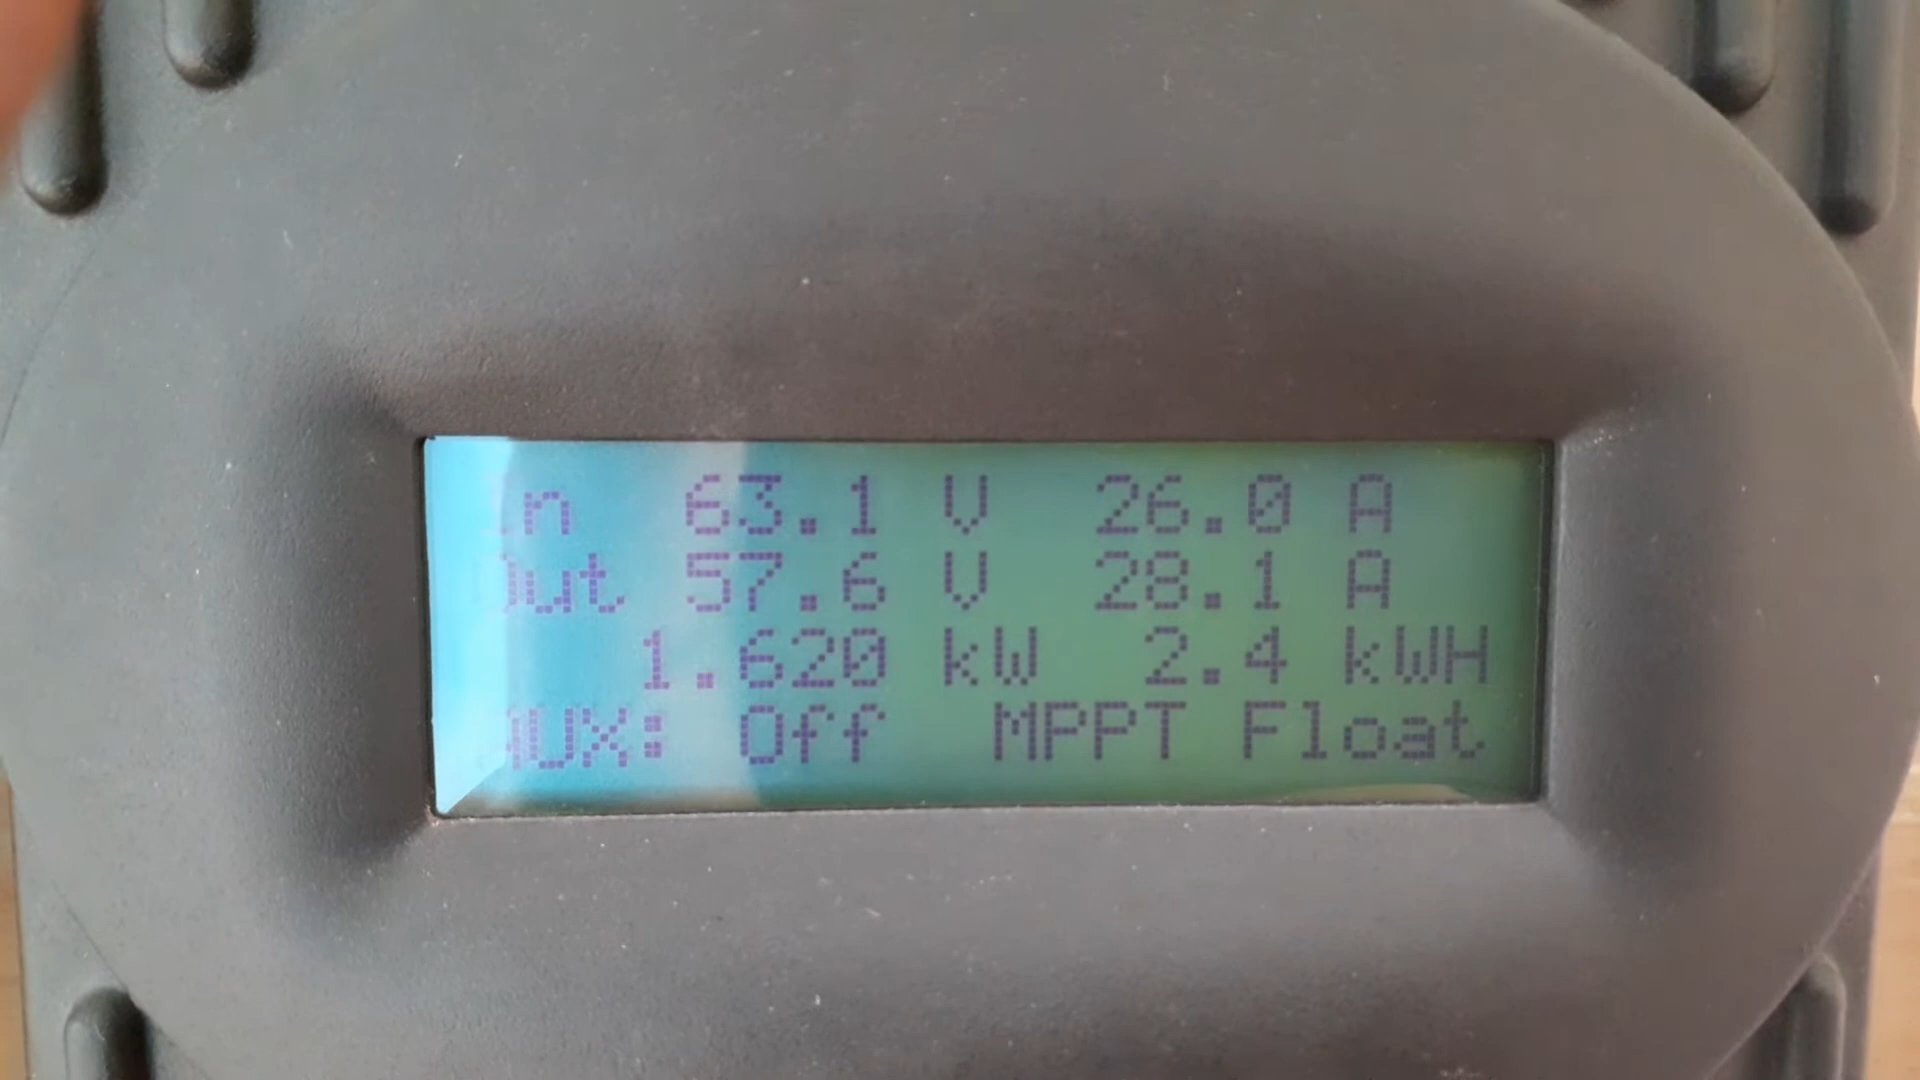 In 63.1 V 26.0 A
Out 57.6 V 28.1 A
1.620 kW 2.4 kWH
AUX: Off MPPT Float